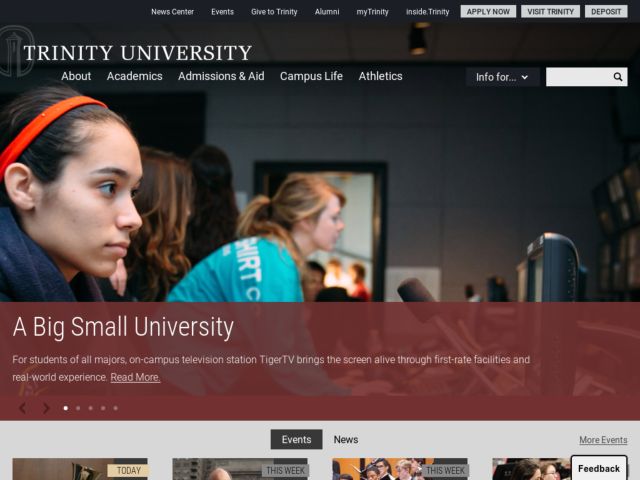 News Center Events Give to Trinity Alumni myTrinity inside.Trinity APPLY NOW VISIT TRINITY DEPOSIT
TRINITY UNIVERSITY
About Academics Admissions & Aid Campus Life Athletics Info for...
SHIRT
A Big Small University
For students of all majors, on-campus television station TigerTV brings the screen alive through first-rate facilities and
real-world experience. Read More.
Events News More Events
TODAY THIS WEEK THIS WEEK
Feedback